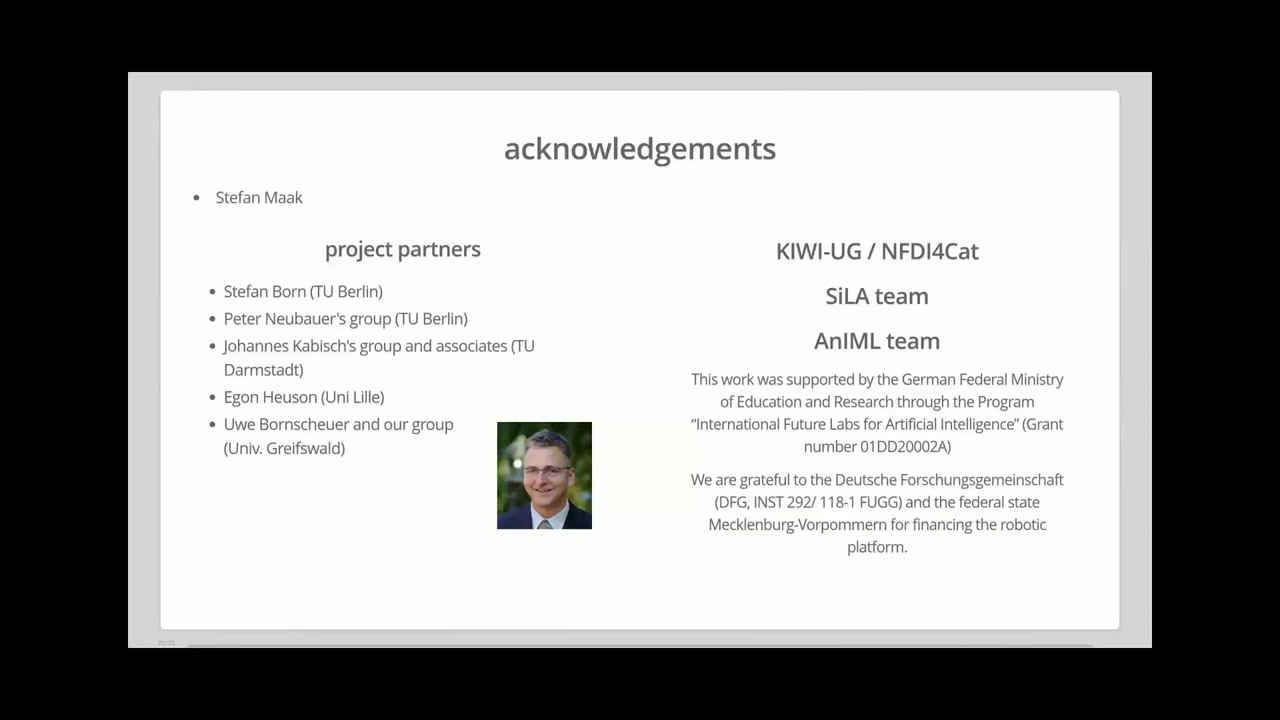 acknowledgements
• Stefan Maak
project partners
• Stefan Born (TU Berlin)
• Peter Neubauer's group (TU Berlin)
• Johannes Kabisch's group and associates (TU
Darmstadt)
• Egon Heuson (Uni Lille)
• Uwe Bornscheuer and our group
(Univ. Greifswald)
KIWI-UG / NFDI4Cat
SiLA team
AnIML team
This work was supported by the German Federal Ministry
of Education and Research through the Program
“International Future Labs for Artificial Intelligence” (Grant
number 01DD20002A)
We are grateful to the Deutsche Forschungsgemeinschaft
(DFG, INST 292/ 118-1 FUGG) and the federal state
Mecklenburg-Vorpommern for financing the robotic
platform.